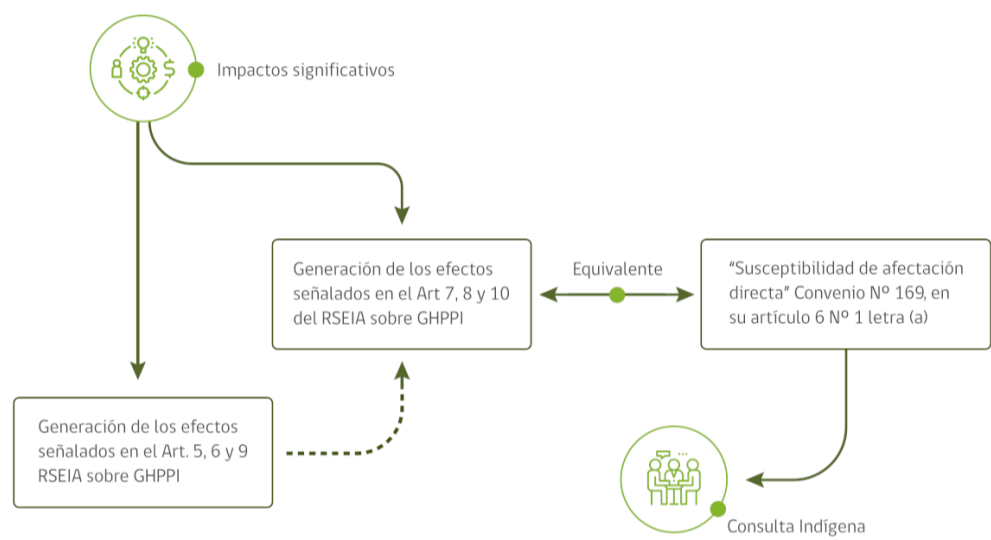 Impactos significativos
Generación de los efectos
señalados en el Art 7, 8 y 10
del RSEIA sobre GHPPI
Equivalente
“Susceptibilidad de afectación
directa” Convenio Nº 169, en
su artículo 6 Nº 1 letra (a)
Generación de los efectos
señalados en el Art. 5, 6 y 9
RSEIA sobre GHPPI
Consulta Indígena